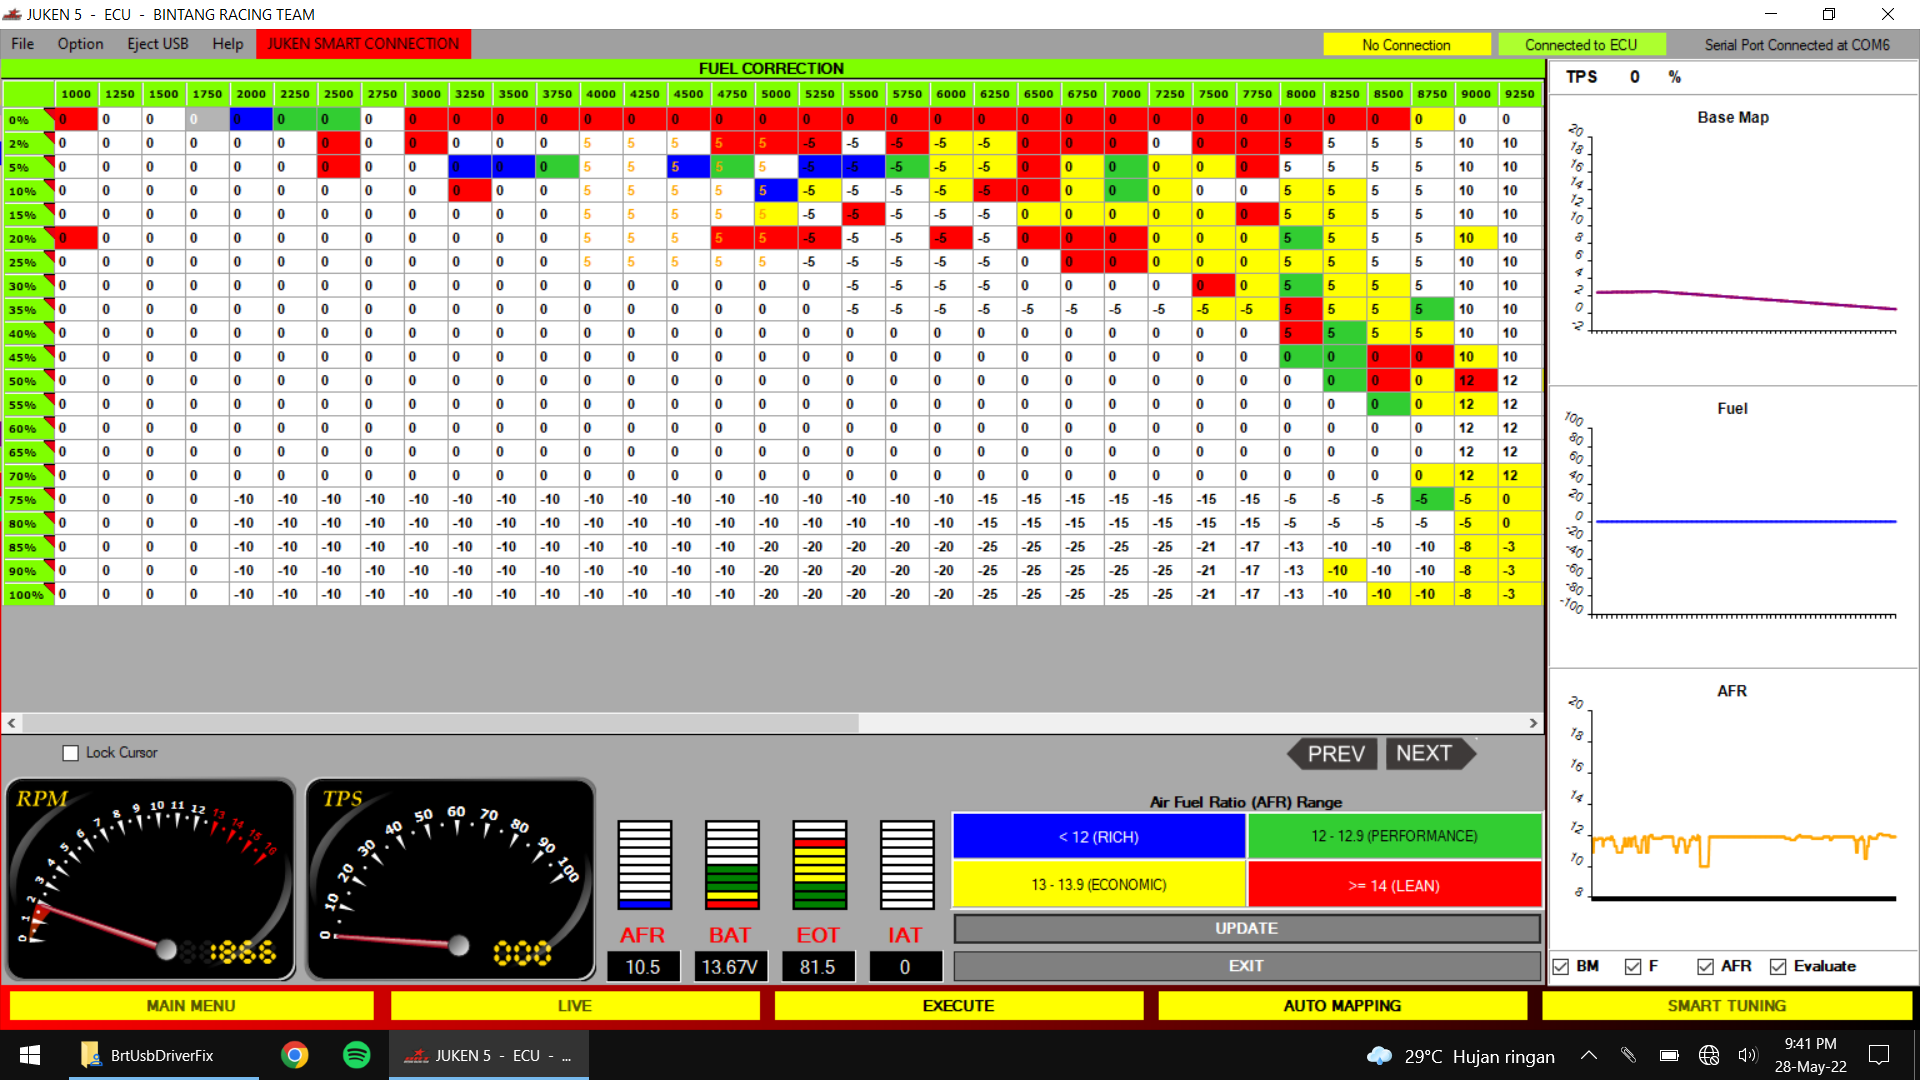 JUKEN 5 - ECU - BINTANG RACING TEAM
File Option Eject USB Help JUKEN SMART CONNECTION No Connection Connected to ECU Serial Port Connected at COM6
FUEL CORRECTION
1000 1250 1500 1750 2000 2250 2500 2750 3000 3250 3500 3750 4000 4250 4500 4750 5000 5250 5500 5750 6000 6250 6500 6750 7000 7250 7500 7750 8000 8250 8500 8750 9000 9250
0% 0 0 0 0 0 0 0 0 0 0 0 0 0 0 0 0 0 0 0 0 0 0 0 0 0 0 0 0 0 0 0 0 0 0
2% 0 0 0 0 0 0 0 0 0 0 0 0 5 5 5 5 5 -5 -5 -5 -5 -5 0 0 0 0 0 0 5 5 5 5 10 10
5% 0 0 0 0 0 0 0 0 0 0 0 0 5 5 5 5 5 -5 -5 -5 -5 -5 0 0 0 0 0 0 5 5 5 5 10 10
10% 0 0 0 0 0 0 0 0 0 0 0 0 5 5 5 5 5 -5 -5 -5 -5 -5 0 0 0 0 0 0 5 5 5 5 10 10
15% 0 0 0 0 0 0 0 0 0 0 0 0 5 5 5 5 5 -5 -5 -5 -5 -5 0 0 0 0 0 0 5 5 5 5 10 10
20% 0 0 0 0 0 0 0 0 0 0 0 0 5 5 5 5 5 -5 -5 -5 -5 -5 0 0 0 0 0 0 5 5 5 5 10 10
25% 0 0 0 0 0 0 0 0 0 0 0 0 5 5 5 5 5 -5 -5 -5 -5 -5 0 0 0 0 0 0 5 5 5 5 10 10
30% 0 0 0 0 0 0 0 0 0 0 0 0 0 0 0 0 0 0 -5 -5 -5 -5 0 0 0 0 0 0 5 5 5 5 10 10
35% 0 0 0 0 0 0 0 0 0 0 0 0 0 0 0 0 0 0 -5 -5 -5 -5 -5 -5 -5 -5 -5 -5 5 5 5 5 10 10
40% 0 0 0 0 0 0 0 0 0 0 0 0 0 0 0 0 0 0 0 0 0 0 0 0 0 0 0 0 5 5 5 5 10 10
45% 0 0 0 0 0 0 0 0 0 0 0 0 0 0 0 0 0 0 0 0 0 0 0 0 0 0 0 0 0 0 0 0 10 10
50% 0 0 0 0 0 0 0 0 0 0 0 0 0 0 0 0 0 0 0 0 0 0 0 0 0 0 0 0 0 0 0 0 12 12
55% 0 0 0 0 0 0 0 0 0 0 0 0 0 0 0 0 0 0 0 0 0 0 0 0 0 0 0 0 0 0 0 0 12 12
60% 0 0 0 0 0 0 0 0 0 0 0 0 0 0 0 0 0 0 0 0 0 0 0 0 0 0 0 0 0 0 0 0 12 12
65% 0 0 0 0 0 0 0 0 0 0 0 0 0 0 0 0 0 0 0 0 0 0 0 0 0 0 0 0 0 0 0 0 12 12
70% 0 0 0 0 0 0 0 0 0 0 0 0 0 0 0 0 0 0 0 0 0 0 0 0 0 0 0 0 0 0 0 0 12 12
75% 0 0 0 0 -10 -10 -10 -10 -10 -10 -10 -10 -10 -10 -10 -10 -10 -10 -10 -10 -10 -15 -15 -15 -15 -15 -15 -15 -5 -5 -5 -5 -5 0
80% 0 0 0 0 -10 -10 -10 -10 -10 -10 -10 -10 -10 -10 -10 -10 -10 -10 -10 -10 -10 -15 -15 -15 -15 -15 -15 -15 -5 -5 -5 -5 -5 0
85% 0 0 0 0 -10 -10 -10 -10 -10 -10 -10 -10 -10 -10 -10 -10 -20 -20 -20 -20 -20 -25 -25 -25 -25 -25 -21 -17 -13 -10 -10 -10 -8 -3
90% 0 0 0 0 -10 -10 -10 -10 -10 -10 -10 -10 -10 -10 -10 -10 -20 -20 -20 -20 -20 -25 -25 -25 -25 -25 -21 -17 -13 -10 -10 -10 -8 -3
100% 0 0 0 0 -10 -10 -10 -10 -10 -10 -10 -10 -10 -10 -10 -10 -20 -20 -20 -20 -20 -25 -25 -25 -25 -25 -21 -17 -13 -10 -10 -10 -8 -3
TPS 0 %
Base Map
20
18
16
14
12
10
8
6
4
2
0
-2
Fuel
100
80
60
40
20
0
-20
-40
-60
-80
-100
AFR
20
18
16
14
12
10
8
Lock Cursor
PREV NEXT
RPM
0 1 2 3 4 5 6 7 8 9 10 11 12 13 14 15 16
1868
TPS
0 10 20 30 40 50 60 70 80 90 100
000
AFR BAT EOT IAT
10.5 13.67V 81.5 0
Air Fuel Ratio (AFR) Range
< 12 (RICH) 12 - 12.9 (PERFORMANCE)
13 - 13.9 (ECONOMIC) >= 14 (LEAN)
UPDATE
EXIT
BM F AFR Evaluate
MAIN MENU LIVE EXECUTE AUTO MAPPING SMART TUNING
BrtUsbDriverFix JUKEN 5 - ECU - ... 29°C Hujan ringan 9:41 PM
28-May-22